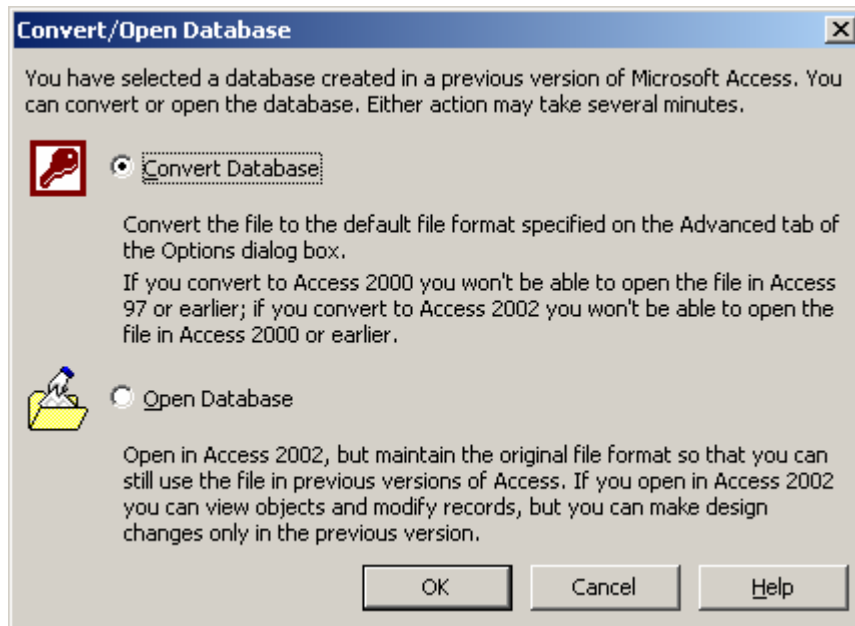 Convert/Open Database
You have selected a database created in a previous version of Microsoft Access. You
can convert or open the database. Either action may take several minutes.
Convert Database
Convert the file to the default file format specified on the Advanced tab of
the Options dialog box.
If you convert to Access 2000 you won't be able to open the file in Access
97 or earlier; if you convert to Access 2002 you won't be able to open the
file in Access 2000 or earlier.
Open Database
Open in Access 2002, but maintain the original file format so that you can
still use the file in previous versions of Access. If you open in Access 2002
you can view objects and modify records, but you can make design
changes only in the previous version.
OK Cancel Help